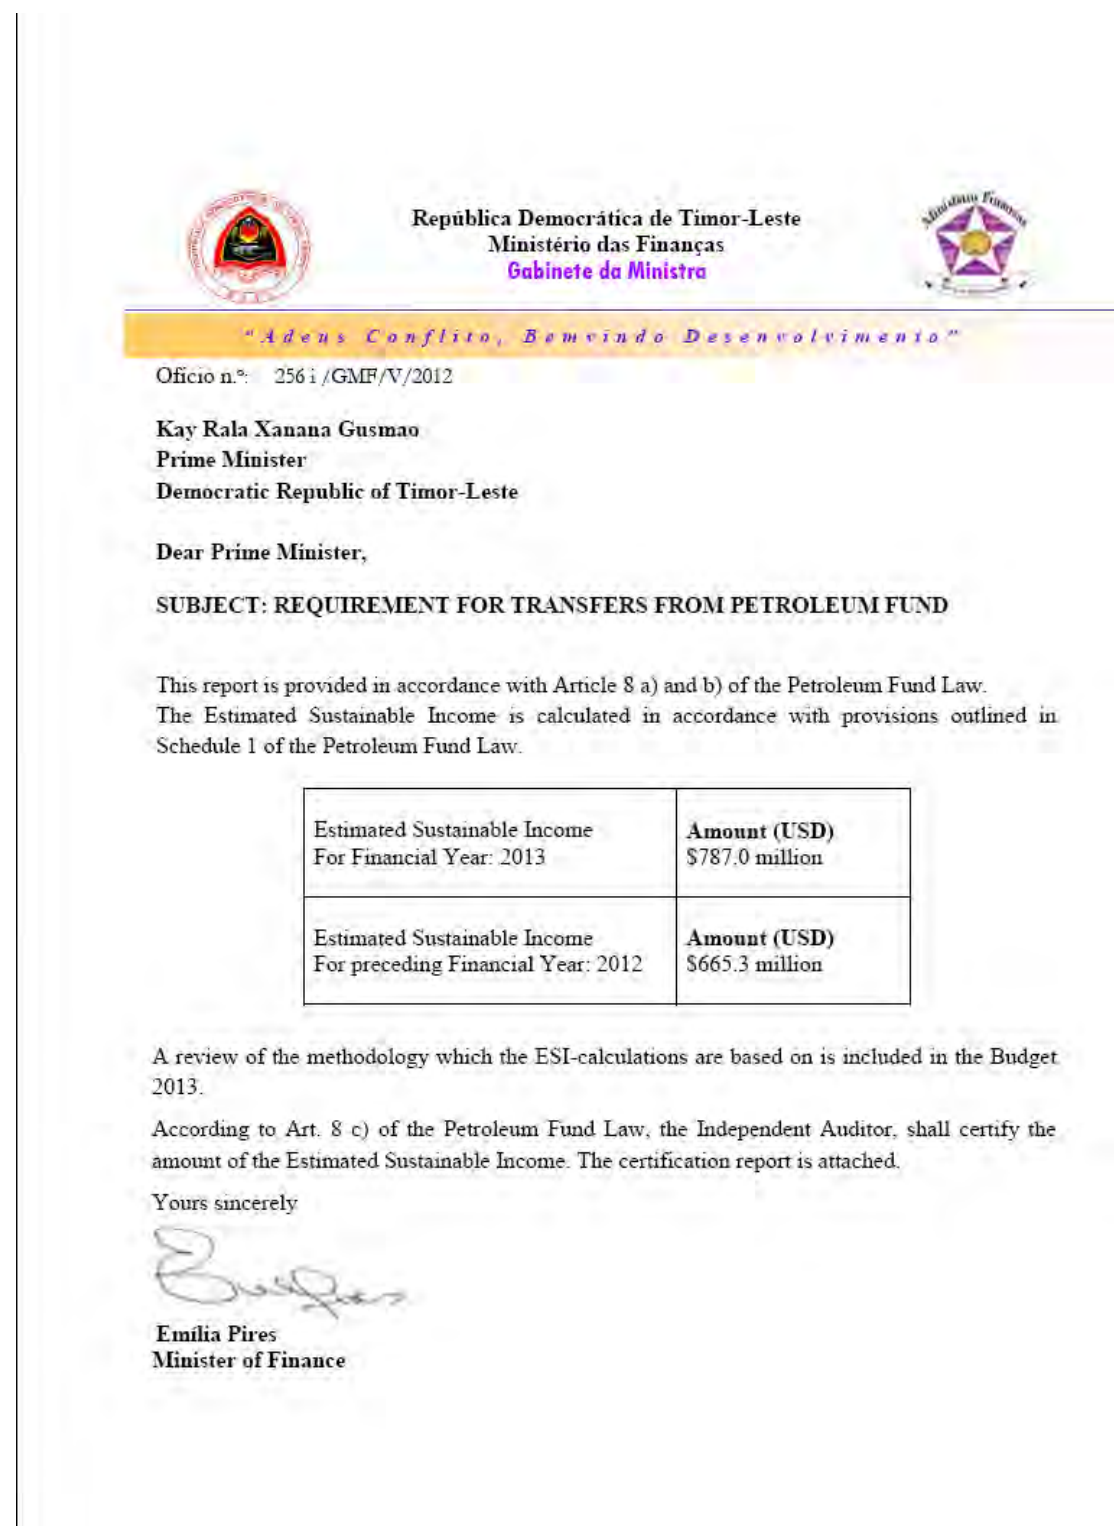 República Democrática de Timor-Leste
Ministério das Finanças
Gabinete da Ministra
Ministério Finanças
"Adeus Conflito, Bemvindo Desenvolvimento"
Ofício n.º: 256 i /GMF/V/2012
Kay Rala Xanana Gusmao
Prime Minister
Democratic Republic of Timor-Leste
Dear Prime Minister,
SUBJECT: REQUIREMENT FOR TRANSFERS FROM PETROLEUM FUND
This report is provided in accordance with Article 8 a) and b) of the Petroleum Fund Law.
The Estimated Sustainable Income is calculated in accordance with provisions outlined in
Schedule 1 of the Petroleum Fund Law.
Estimated Sustainable Income
For Financial Year: 2013
Amount (USD)
$787.0 million
Estimated Sustainable Income
For preceding Financial Year: 2012
Amount (USD)
$665.3 million
A review of the methodology which the ESI-calculations are based on is included in the Budget
2013.
According to Art. 8 c) of the Petroleum Fund Law, the Independent Auditor, shall certify the
amount of the Estimated Sustainable Income. The certification report is attached.
Yours sincerely
Emília Pires
Minister of Finance